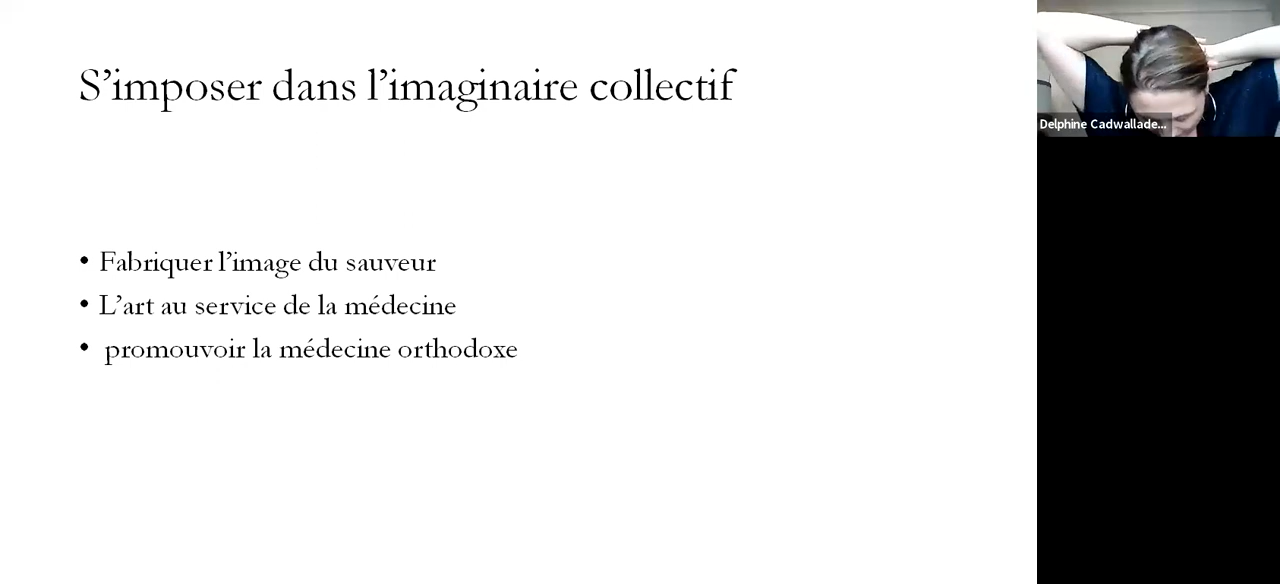 S’imposer dans l’imaginaire collectif
• Fabriquer l’image du sauveur
• L’art au service de la médecine
• promouvoir la médecine orthodoxe
Delphine Cadwallade...